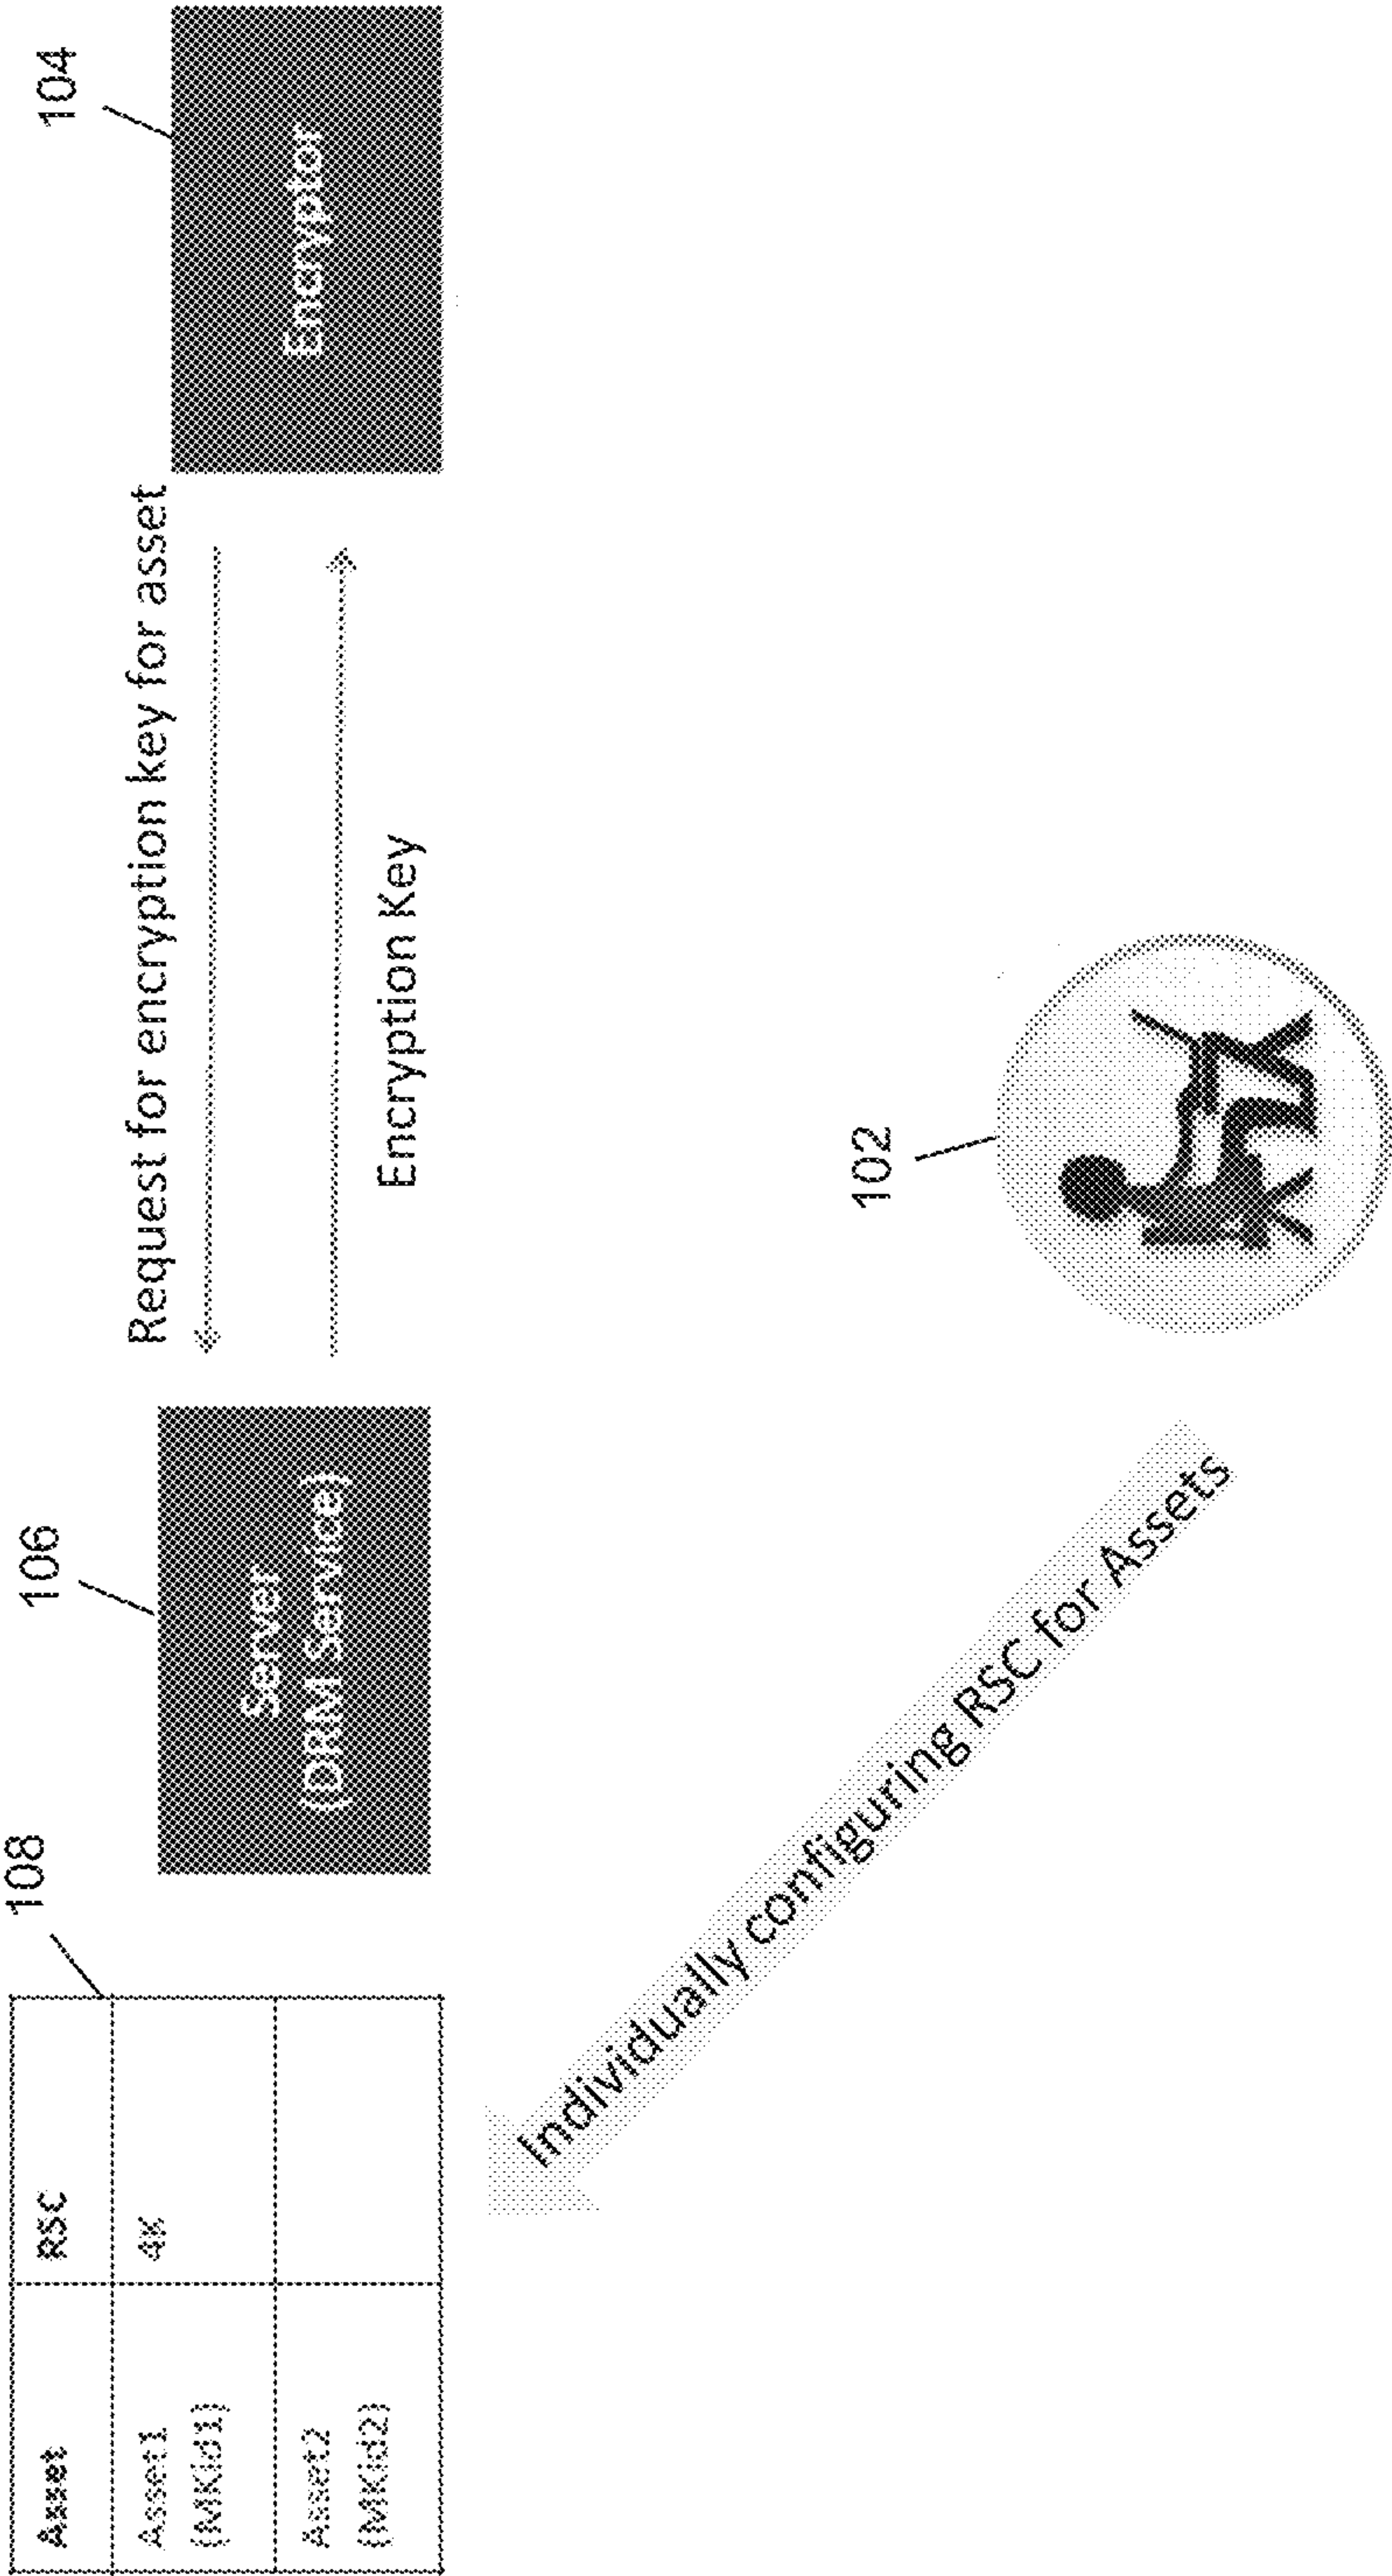 108
Asset RSC
Asset1 4K
(MKid1)
Asset2
(MKid2)
106
Server
(DRM Service)
Request for encryption key for asset
Encryption Key
104
Encryptor
Individually configuring RSC for Assets
102